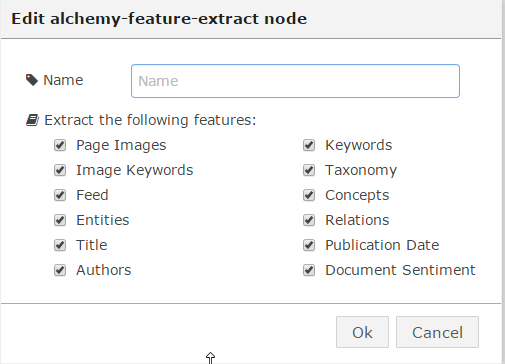 Edit alchemy-feature-extract node
Name
Name
Extract the following features:
Page Images
Keywords
Image Keywords
Taxonomy
Feed
Concepts
Entities
Relations
Title
Publication Date
Authors
Document Sentiment
Ok
Cancel